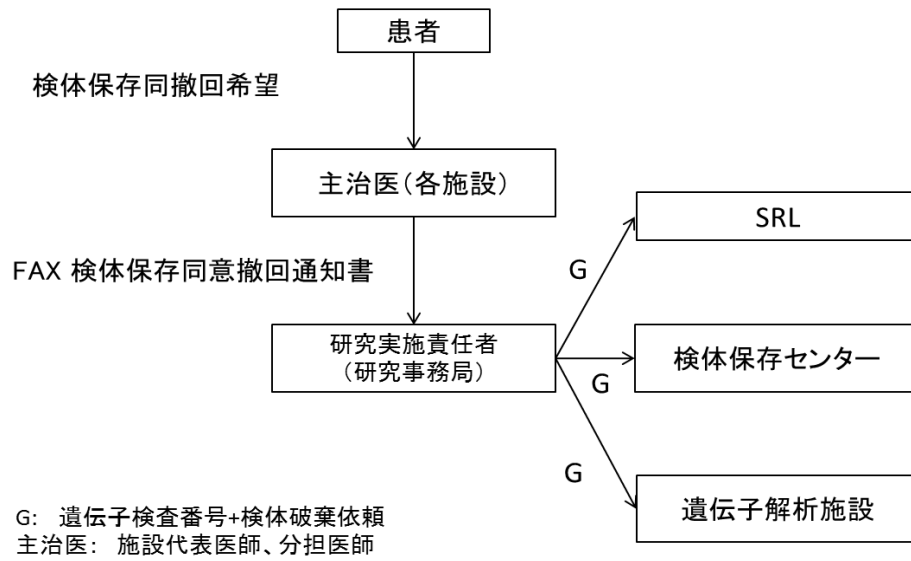 患者
検体保存同撤回希望
主治医(各施設)
SRL
G
FAX 検体保存同意撤回通知書
研究実施責任者
(研究事務局)
検体保存センター
G
G
遺伝子解析施設
G: 遺伝子検査番号+検体破棄依頼
主治医: 施設代表医師、分担医師